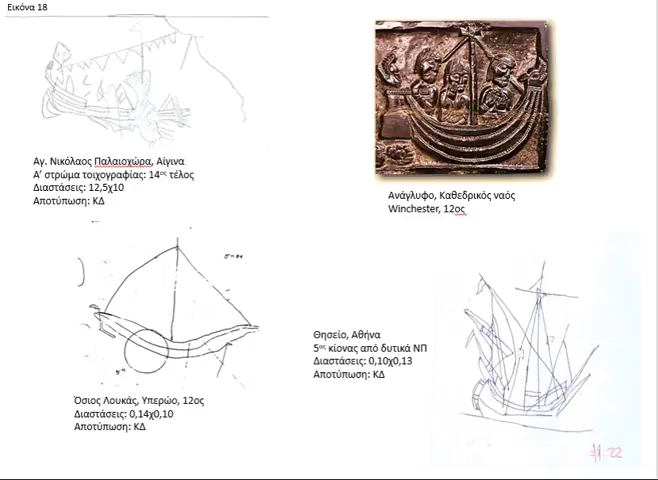 Εικόνα 18
Αγ. Νικόλαος Παλαιοχώρα, Αίγινα
Α’ στρώμα τοιχογραφίας: 14ος τέλος
Διαστάσεις: 12,5χ10
Αποτύπωση: ΚΔ
Ανάγλυφο, Καθεδρικός ναός
Winchester, 12ος
Θησείο, Αθήνα
5ος κίονας από δυτικά ΝΠ
Διαστάσεις: 0,10χ0,13
Αποτύπωση: ΚΔ
Όσιος Λουκάς, Υπερώο, 12ος
Διαστάσεις: 0,14χ0,10
Αποτύπωση: ΚΔ
22